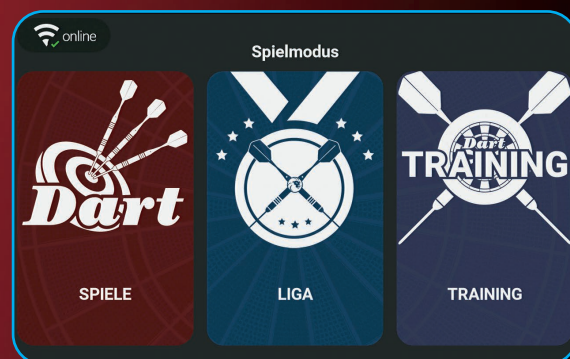 online
Spielmodus
Dart
SPIELE
LIGA
Dart
TRAINING
TRAINING